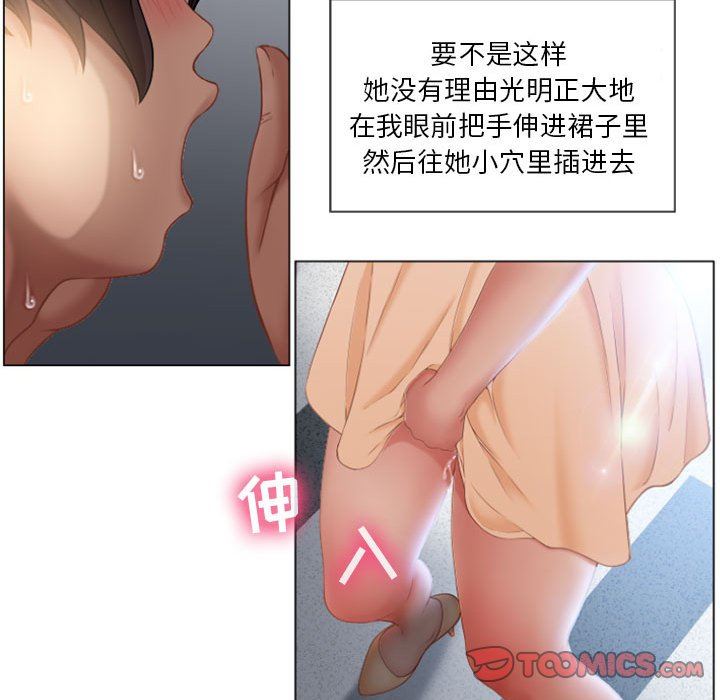 要不是这样
她没有理由光明正大地
在我眼前把手伸进裙子里
然后往她小穴里插进去
伸
入
TOOMICS.COM